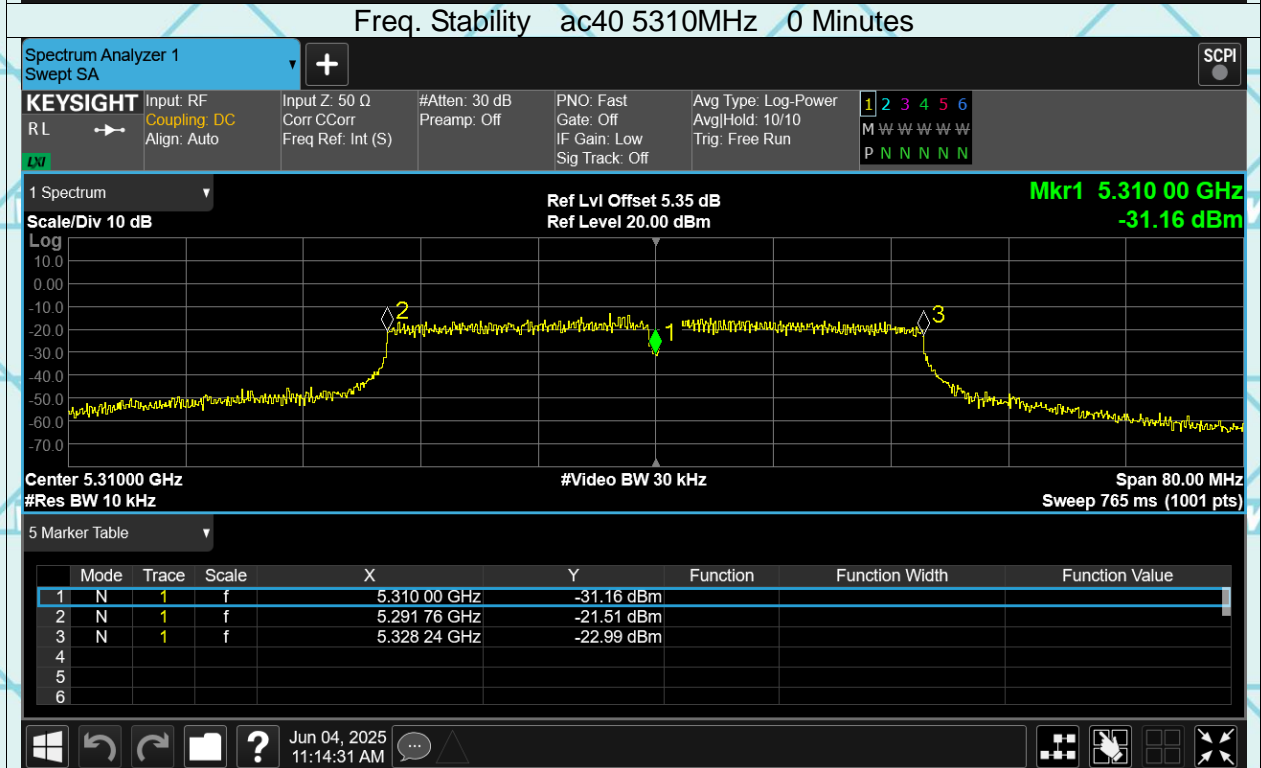 Freq. Stability ac40 5310MHz 0 Minutes
Spectrum Analyzer 1
Swept SA
+
SCPI
KEYSIGHT
R L
LXI
Input: RF
Coupling: DC
Align: Auto
Input Z: 50 Ω
Corr CCorr
Freq Ref: Int (S)
#Atten: 30 dB
Preamp: Off
PNO: Fast
Gate: Off
IF Gain: Low
Sig Track: Off
Avg Type: Log-Power
Avg|Hold: 10/10
Trig: Free Run
1 2 3 4 5 6
M W W W W W W
P N N N N N N
1 Spectrum
Scale/Div 10 dB
Ref Lvl Offset 5.35 dB
Ref Level 20.00 dBm
Mkr1 5.310 00 GHz
-31.16 dBm
Log
10.0
0.00
-10.0
-20.0
-30.0
-40.0
-50.0
-60.0
-70.0
2
1
3
Center 5.31000 GHz
#Video BW 30 kHz
Span 80.00 MHz
#Res BW 10 kHz
Sweep 765 ms (1001 pts)
5 Marker Table
Mode Trace Scale X Y Function Function Width Function Value
1 N 1 f 5.310 00 GHz -31.16 dBm
2 N 1 f 5.291 76 GHz -21.51 dBm
3 N 1 f 5.328 24 GHz -22.99 dBm
4
5
6
?
Jun 04, 2025
11:14:31 AM